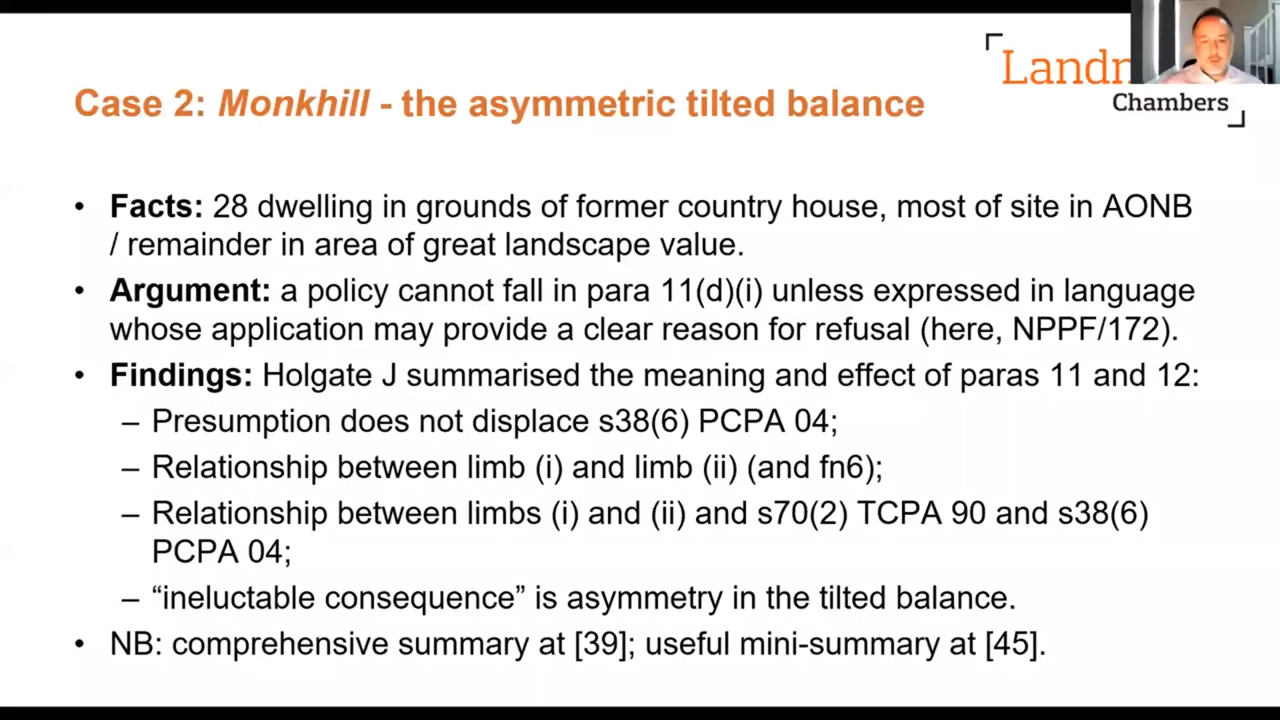 Landm
Chambers
Case 2: Monkhill - the asymmetric tilted balance
• Facts: 28 dwelling in grounds of former country house, most of site in AONB
/ remainder in area of great landscape value.
• Argument: a policy cannot fall in para 11(d)(i) unless expressed in language
whose application may provide a clear reason for refusal (here, NPPF/172).
• Findings: Holgate J summarised the meaning and effect of paras 11 and 12:
– Presumption does not displace s38(6) PCPA 04;
– Relationship between limb (i) and limb (ii) (and fn6);
– Relationship between limbs (i) and (ii) and s70(2) TCPA 90 and s38(6)
PCPA 04;
– “ineluctable consequence” is asymmetry in the tilted balance.
• NB: comprehensive summary at [39]; useful mini-summary at [45].